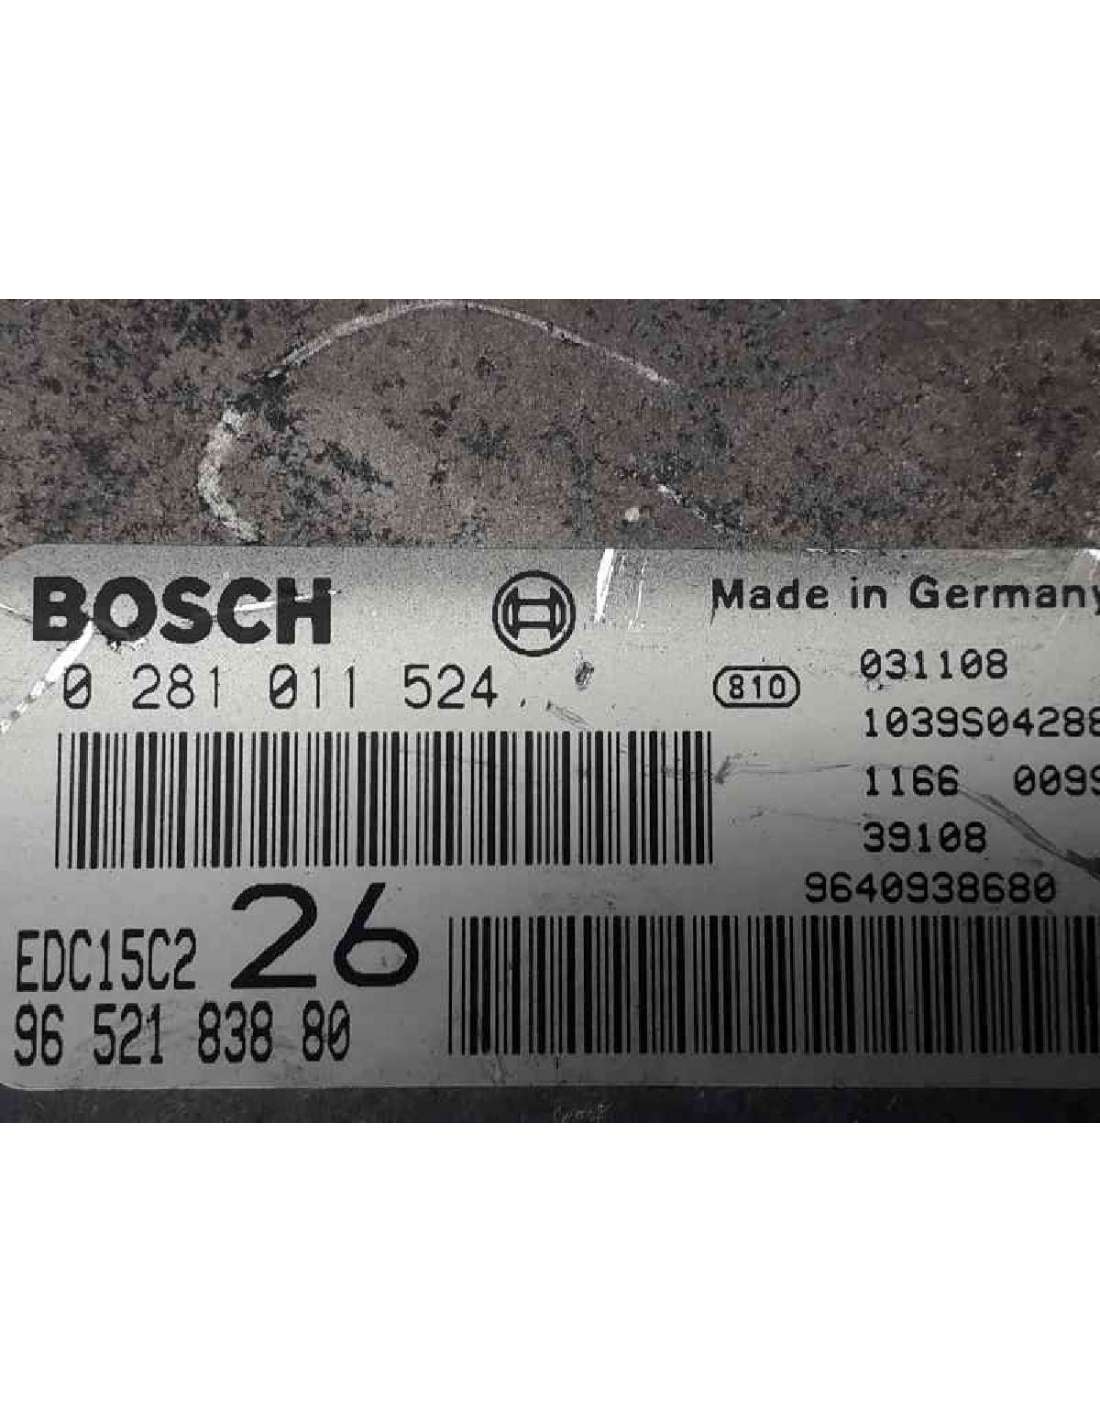 BOSCH
Made in Germany
0 281 011 524
810
031108
1039S04288
1166 0099
39108
9640938680
EDC15C2 26
96 521 838 80